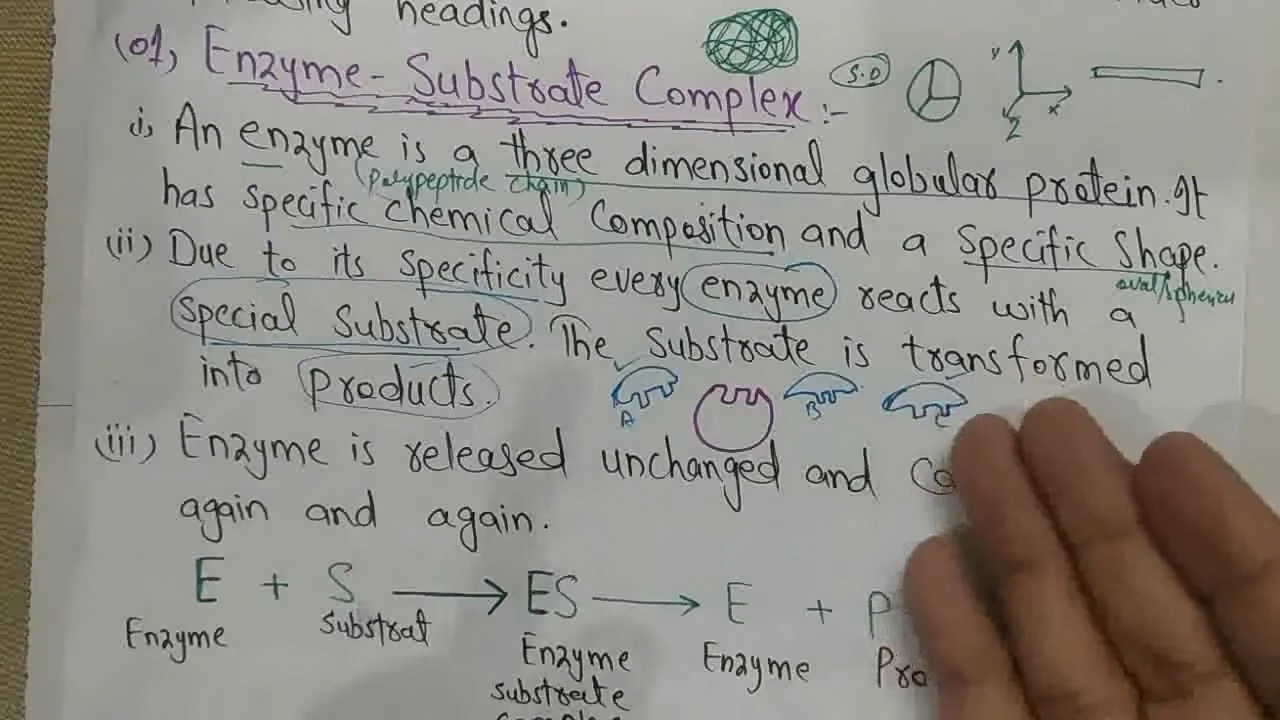 headings.
(01) Enzyme-Substrate Complex:-
3.D
Y
X
Z
i) An enzyme is a three dimensional globular protein. It
(Polypeptide chain)
has specific chemical Composition and a specific shape.
(ii) Due to its specificity every enzyme reacts with a
oval/spherical
special substrate. The substrate is transformed
into products.
A
B
C
(iii) Enzyme is released unchanged and
again and again.
E + S → ES → E + P
Enzyme Substrat Enzyme Enzyme
substrate